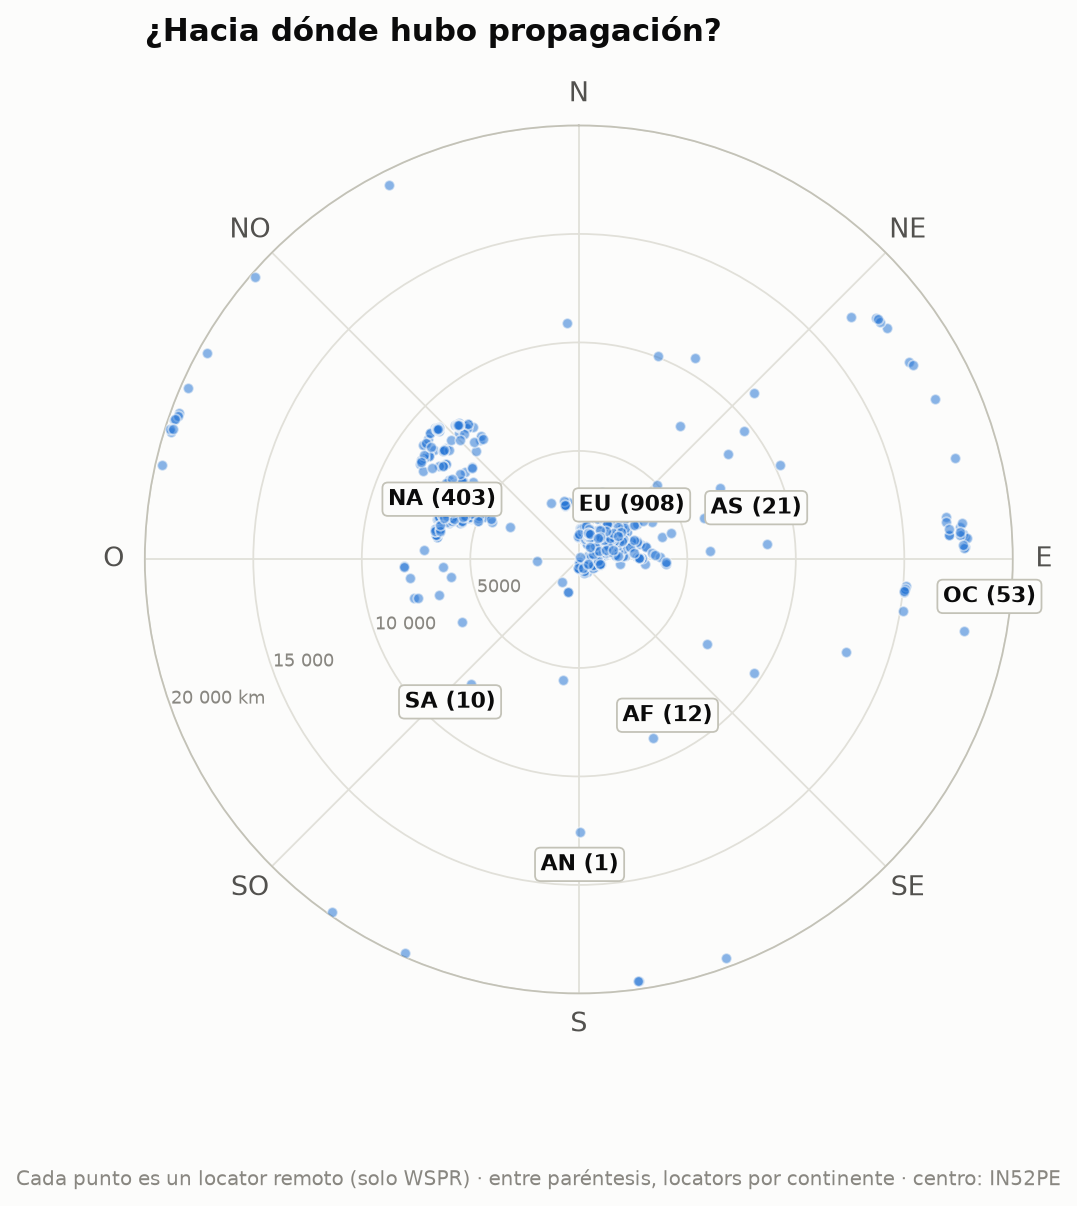 ¿Hacia dónde hubo propagación?
N
NO
NE
NA (403)
EU (908)
AS (21)
O
E
5000
OC (53)
10 000
15 000
20 000 km
SA (10)
AF (12)
AN (1)
SO
SE
S
Cada punto es un locator remoto (solo WSPR) · entre paréntesis, locators por continente · centro: IN52PE